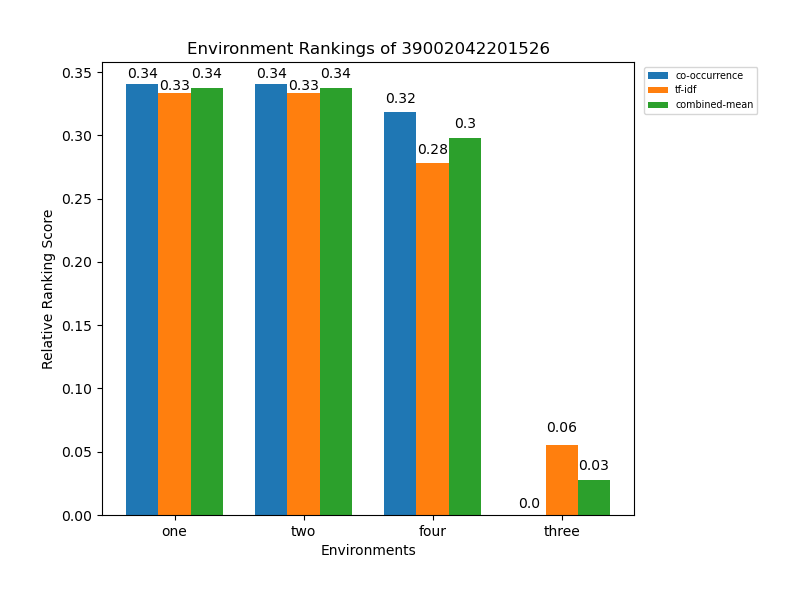 Environment Rankings of 39002042201526
co-occurrence
tf-idf
combined-mean
Relative Ranking Score
0.35
0.30
0.25
0.20
0.15
0.10
0.05
0.00
0.34 0.33 0.34 0.34 0.33 0.34 0.32 0.28 0.3 0.0 0.06 0.03
one two four three
Environments